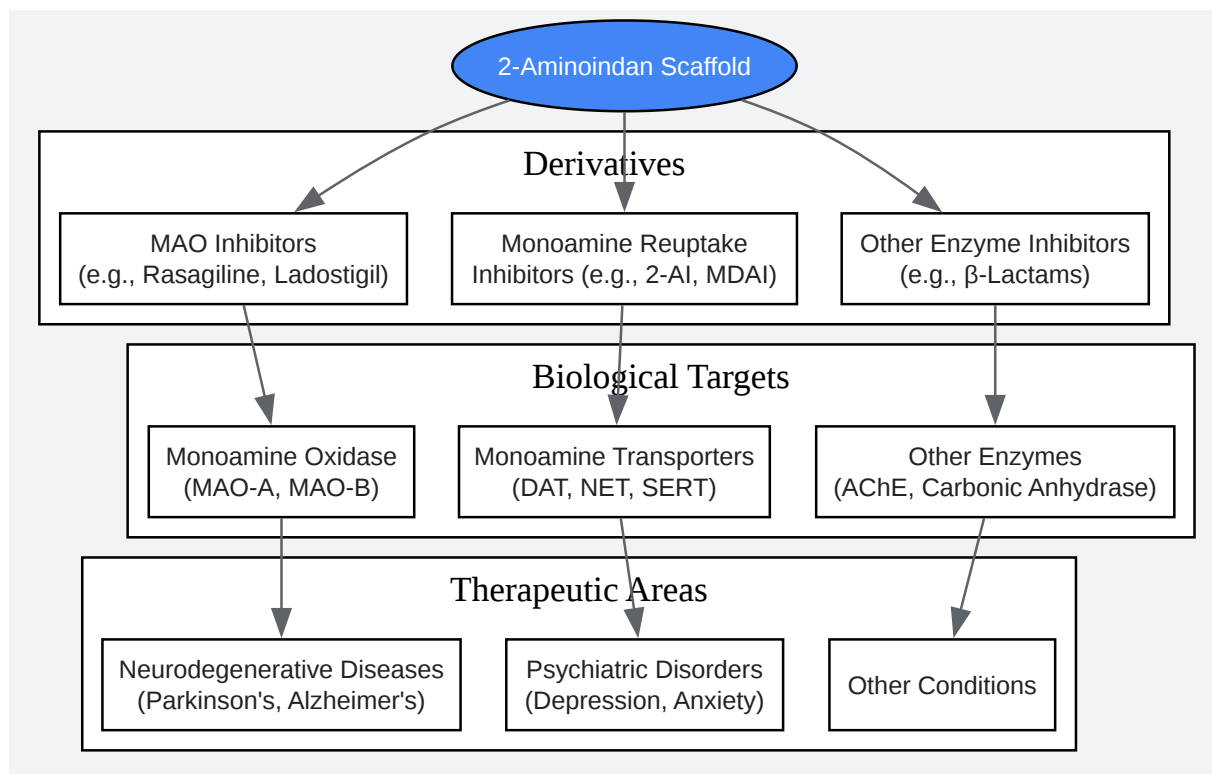 2-Aminoindan Scaffold
Derivatives
MAO Inhibitors
(e.g., Rasagiline, Ladostigil)
Monoamine Reuptake
Inhibitors (e.g., 2-AI, MDAI)
Other Enzyme Inhibitors
(e.g., β-Lactams)
Biological Targets
Monoamine Oxidase
(MAO-A, MAO-B)
Monoamine Transporters
(DAT, NET, SERT)
Other Enzymes
(AChE, Carbonic Anhydrase)
Therapeutic Areas
Neurodegenerative Diseases
(Parkinson's, Alzheimer's)
Psychiatric Disorders
(Depression, Anxiety)
Other Conditions